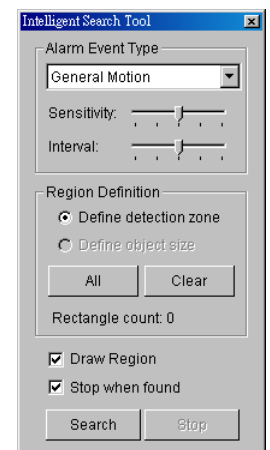 Intelligent Search Tool
Alarm Event Type
General Motion
Sensitivity:
Interval:
Region Definition
Define detection zone
Define object size
All Clear
Rectangle count: 0
Draw Region
Stop when found
Search Stop